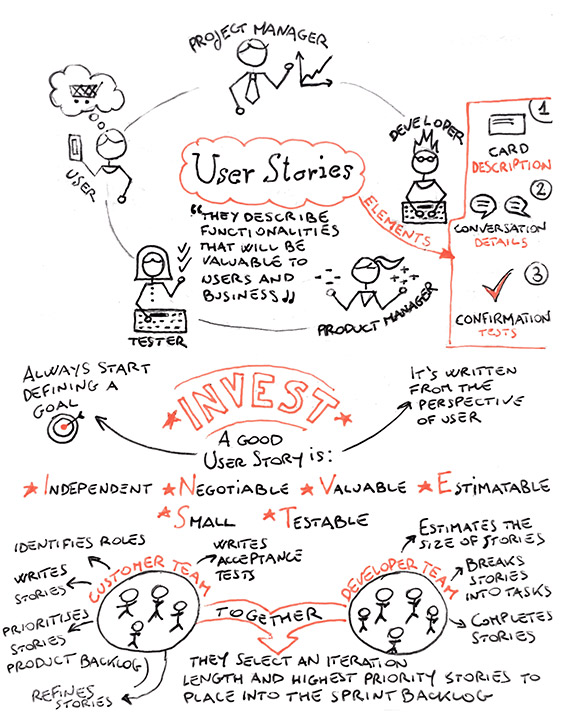 PROJECT MANAGER
USER
DEVELOPER
User Stories
"THEY DESCRIBE
FUNCTIONALITIES
THAT WILL BE
VALUABLE TO
USERS AND
BUSINESS"
TESTER
PRODUCT MANAGER
ELEMENTS
1
CARD
DESCRIPTION
2
CONVERSATION
DETAILS
3
CONFIRMATION
TESTS
ALWAYS START
DEFINING A
GOAL
INVEST
IT'S WRITTEN
FROM THE
PERSPECTIVE
OF USER
A GOOD
USER STORY IS:
INDEPENDENT NEGOTIABLE VALUABLE ESTIMATABLE
SMALL TESTABLE
CUSTOMER TEAM
IDENTIFIES ROLES
WRITES
STORIES
PRIORITISES
STORIES
PRODUCT BACKLOG
REFINES
STORIES
WRITES
ACCEPTANCE
TESTS
TOGETHER
DEVELOPER TEAM
ESTIMATES THE
SIZE OF STORIES
BREAKS
STORIES
INTO TASKS
COMPLETES
STORIES
THEY SELECT AN ITERATION
LENGTH AND HIGHEST PRIORITY STORIES TO
PLACE INTO THE SPRINT BACKLOG